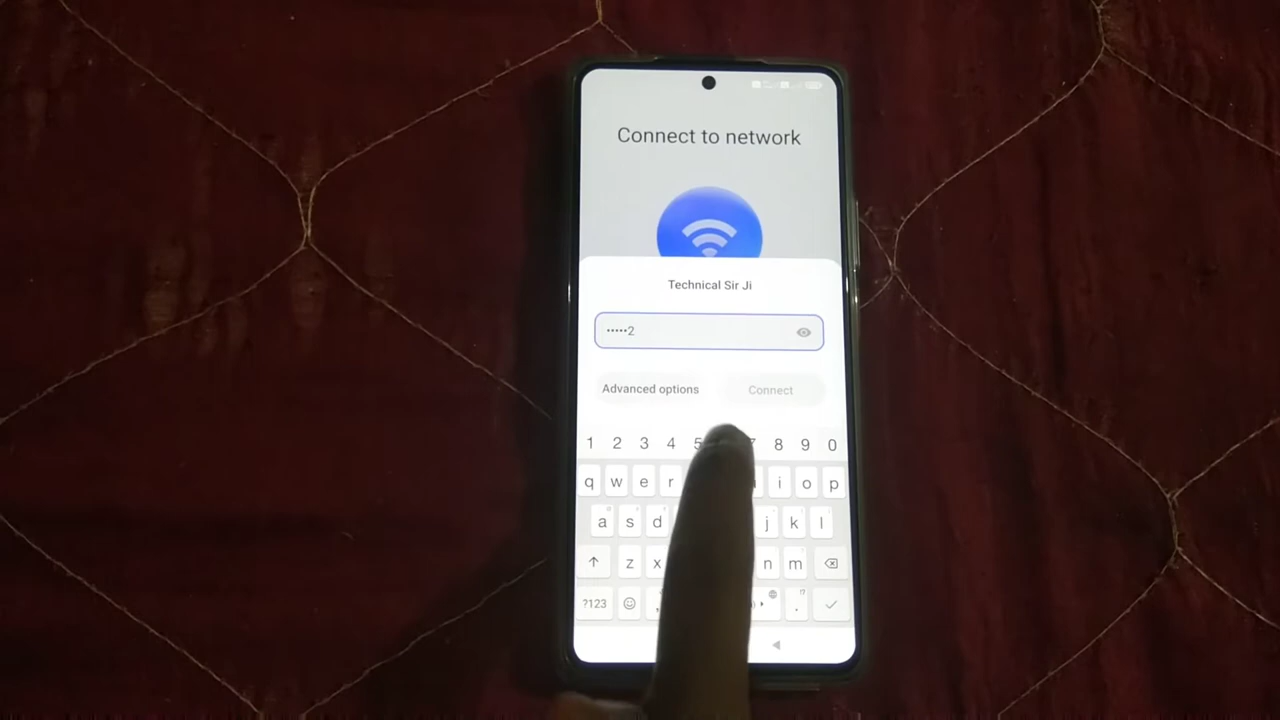 Connect to network
Technical Sir Ji
•••••2
Advanced options Connect
1 2 3 4 5 7 8 9 0
q w e r i o p
a s d j k l
z x n m
?123 , .